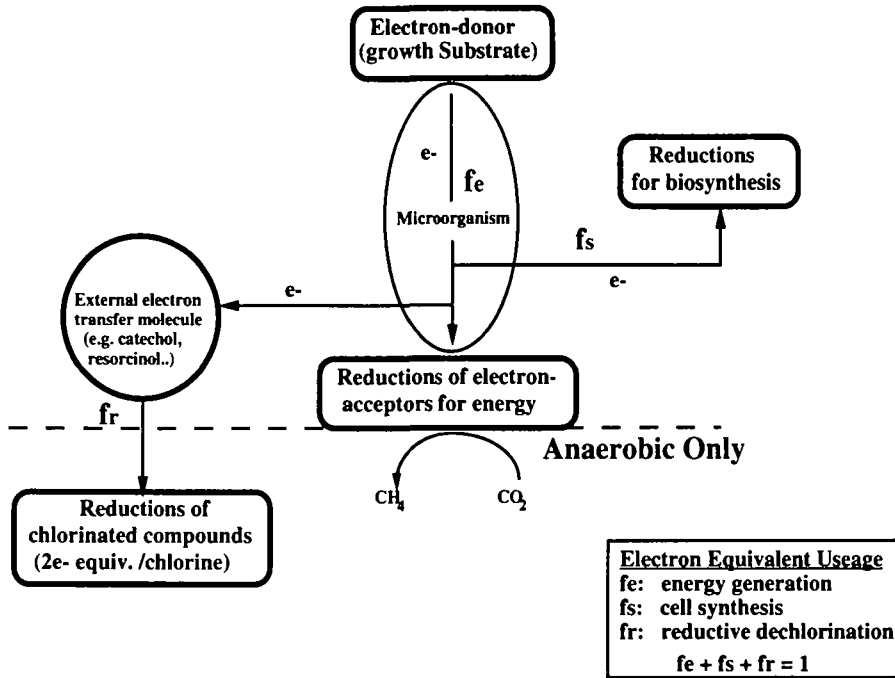 Electron-donor
(growth Substrate)
e-
fe
Microorganism
Reductions
for biosynthesis
fs
e-
e-
External electron
transfer molecule
(e.g. catechol,
resorcinol..)
fr
Reductions of electron-
acceptors for energy
Anaerobic Only
CH4
CO2
Reductions of
chlorinated compounds
(2e- equiv. /chlorine)
Electron Equivalent Useage
fe: energy generation
fs: cell synthesis
fr: reductive dechlorination
fe + fs + fr = 1